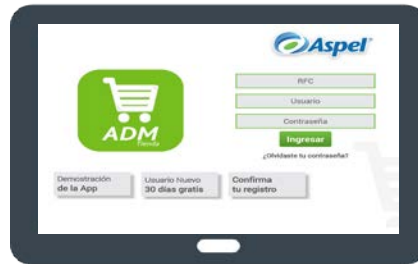 Aspel
RFC
Usuario
Contraseña
Ingresar
¿Olvidaste tu contraseña?
ADM
Tienda
Demostración
de la App
Usuario Nuevo
30 días gratis
Confirma
tu registro